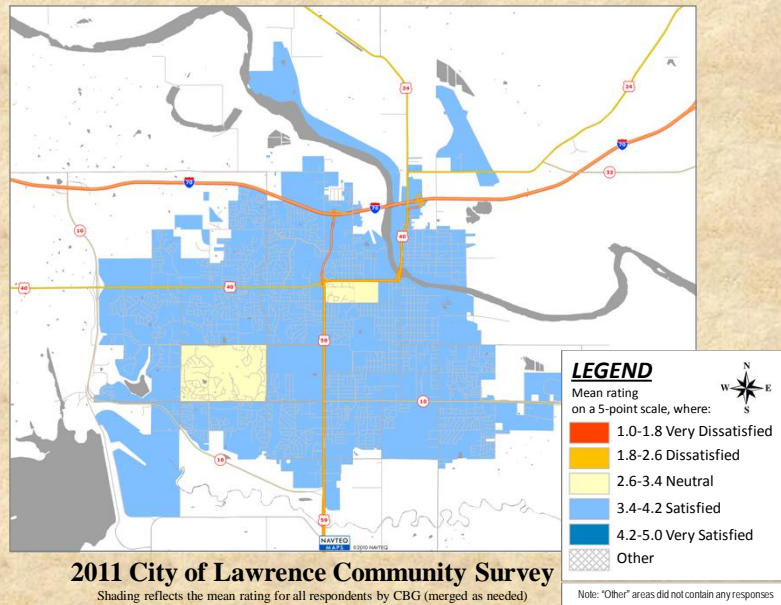 24
24
70
32
70
10
70
40
40
40
59
10
10
59
NAVTEQ
MAPS
©2010 NAVTEQ
LEGEND
Mean rating
on a 5-point scale, where:
N
W E
S
1.0-1.8 Very Dissatisfied
1.8-2.6 Dissatisfied
2.6-3.4 Neutral
3.4-4.2 Satisfied
4.2-5.0 Very Satisfied
Other
2011 City of Lawrence Community Survey
Shading reflects the mean rating for all respondents by CBG (merged as needed)
Note: "Other" areas did not contain any responses